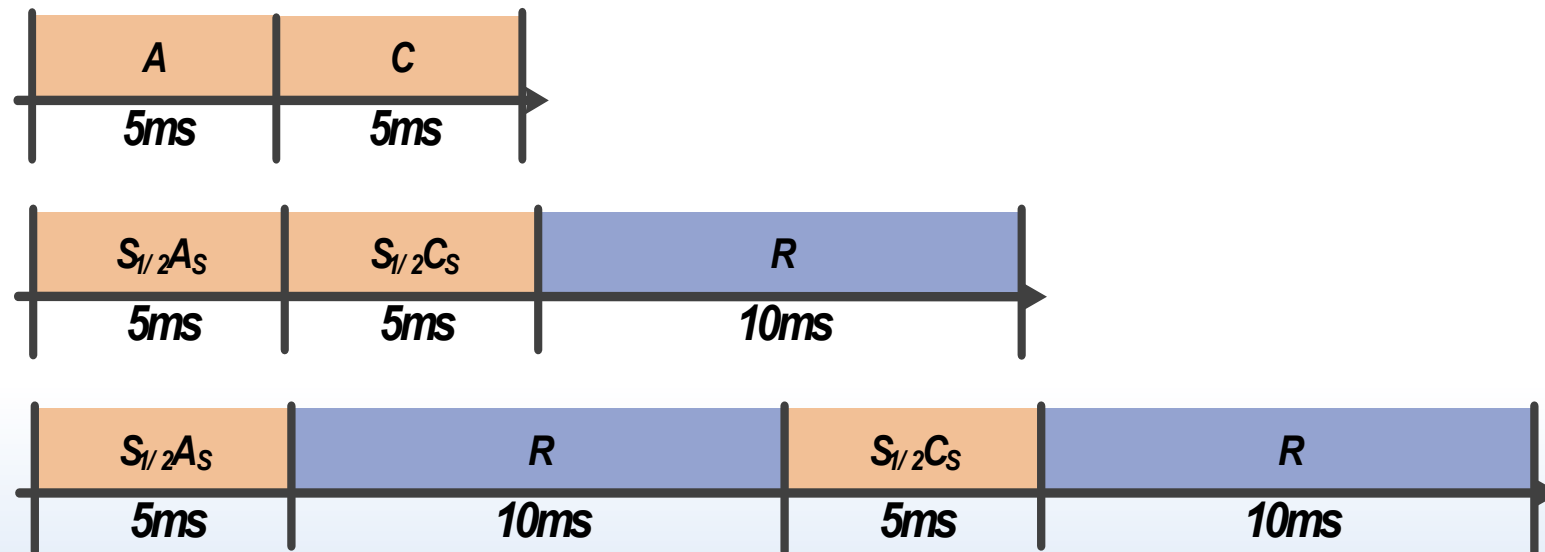 A C
5ms 5ms
S1/2AS S1/2CS R
5ms 5ms 10ms
S1/2AS R S1/2CS R
5ms 10ms 5ms 10ms